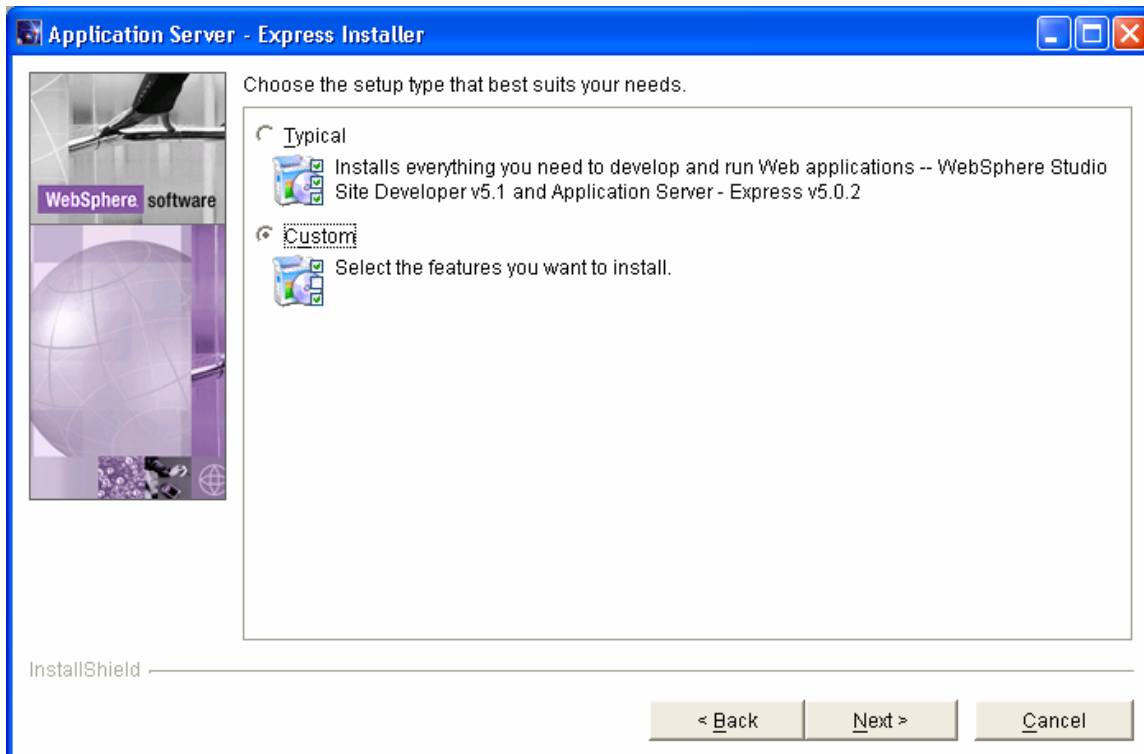 Application Server - Express Installer
Choose the setup type that best suits your needs.
Typical
Installs everything you need to develop and run Web applications -- WebSphere Studio
Site Developer v5.1 and Application Server - Express v5.0.2
WebSphere. software
Custom
Select the features you want to install.
InstallShield
< Back
Next >
Cancel